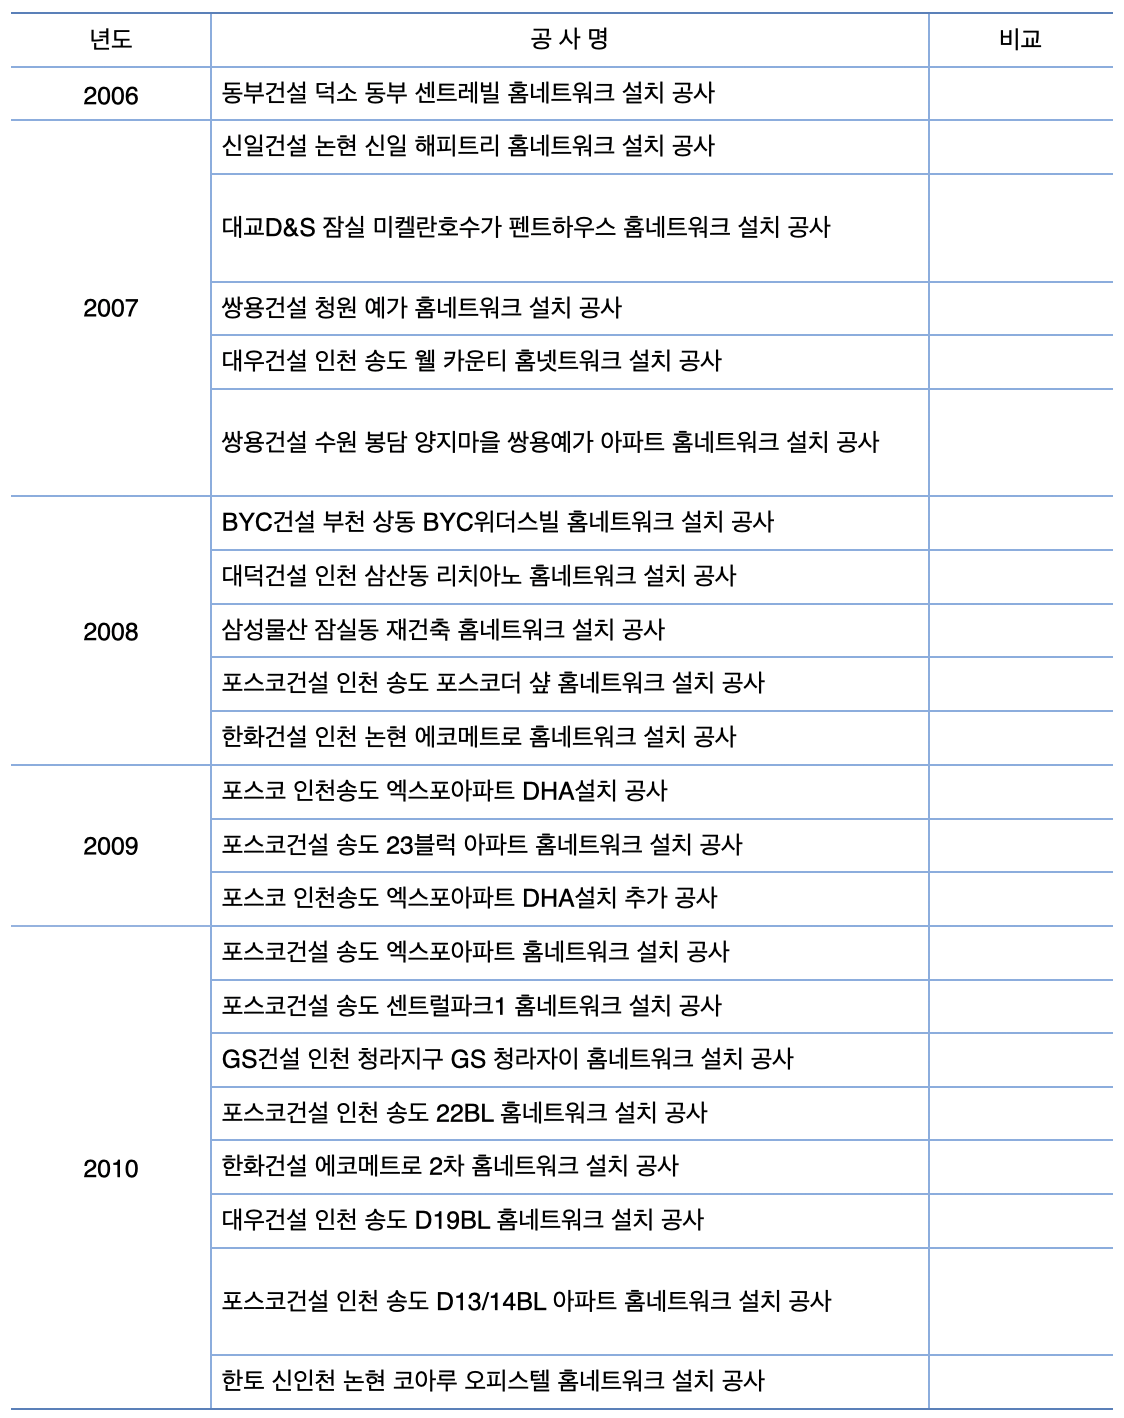 년도 공 사 명 비교
2006 동부건설 덕소 동부 센트레빌 홈네트워크 설치 공사
2007 신일건설 논현 신일 해피트리 홈네트워크 설치 공사
대교D&S 잠실 미켈란호수가 펜트하우스 홈네트워크 설치 공사
쌍용건설 청원 예가 홈네트워크 설치 공사
대우건설 인천 송도 웰 카운티 홈넷트워크 설치 공사
쌍용건설 수원 봉담 양지마을 쌍용예가 아파트 홈네트워크 설치 공사
2008 BYC건설 부천 상동 BYC위더스빌 홈네트워크 설치 공사
대덕건설 인천 삼산동 리치아노 홈네트워크 설치 공사
삼성물산 잠실동 재건축 홈네트워크 설치 공사
포스코건설 인천 송도 포스코더 샾 홈네트워크 설치 공사
한화건설 인천 논현 에코메트로 홈네트워크 설치 공사
2009 포스코 인천송도 엑스포아파트 DHA설치 공사
포스코건설 송도 23블럭 아파트 홈네트워크 설치 공사
포스코 인천송도 엑스포아파트 DHA설치 추가 공사
2010 포스코건설 송도 엑스포아파트 홈네트워크 설치 공사
포스코건설 송도 센트럴파크1 홈네트워크 설치 공사
GS건설 인천 청라지구 GS 청라자이 홈네트워크 설치 공사
포스코건설 인천 송도 22BL 홈네트워크 설치 공사
한화건설 에코메트로 2차 홈네트워크 설치 공사
대우건설 인천 송도 D19BL 홈네트워크 설치 공사
포스코건설 인천 송도 D13/14BL 아파트 홈네트워크 설치 공사
한토 신인천 논현 코아루 오피스텔 홈네트워크 설치 공사